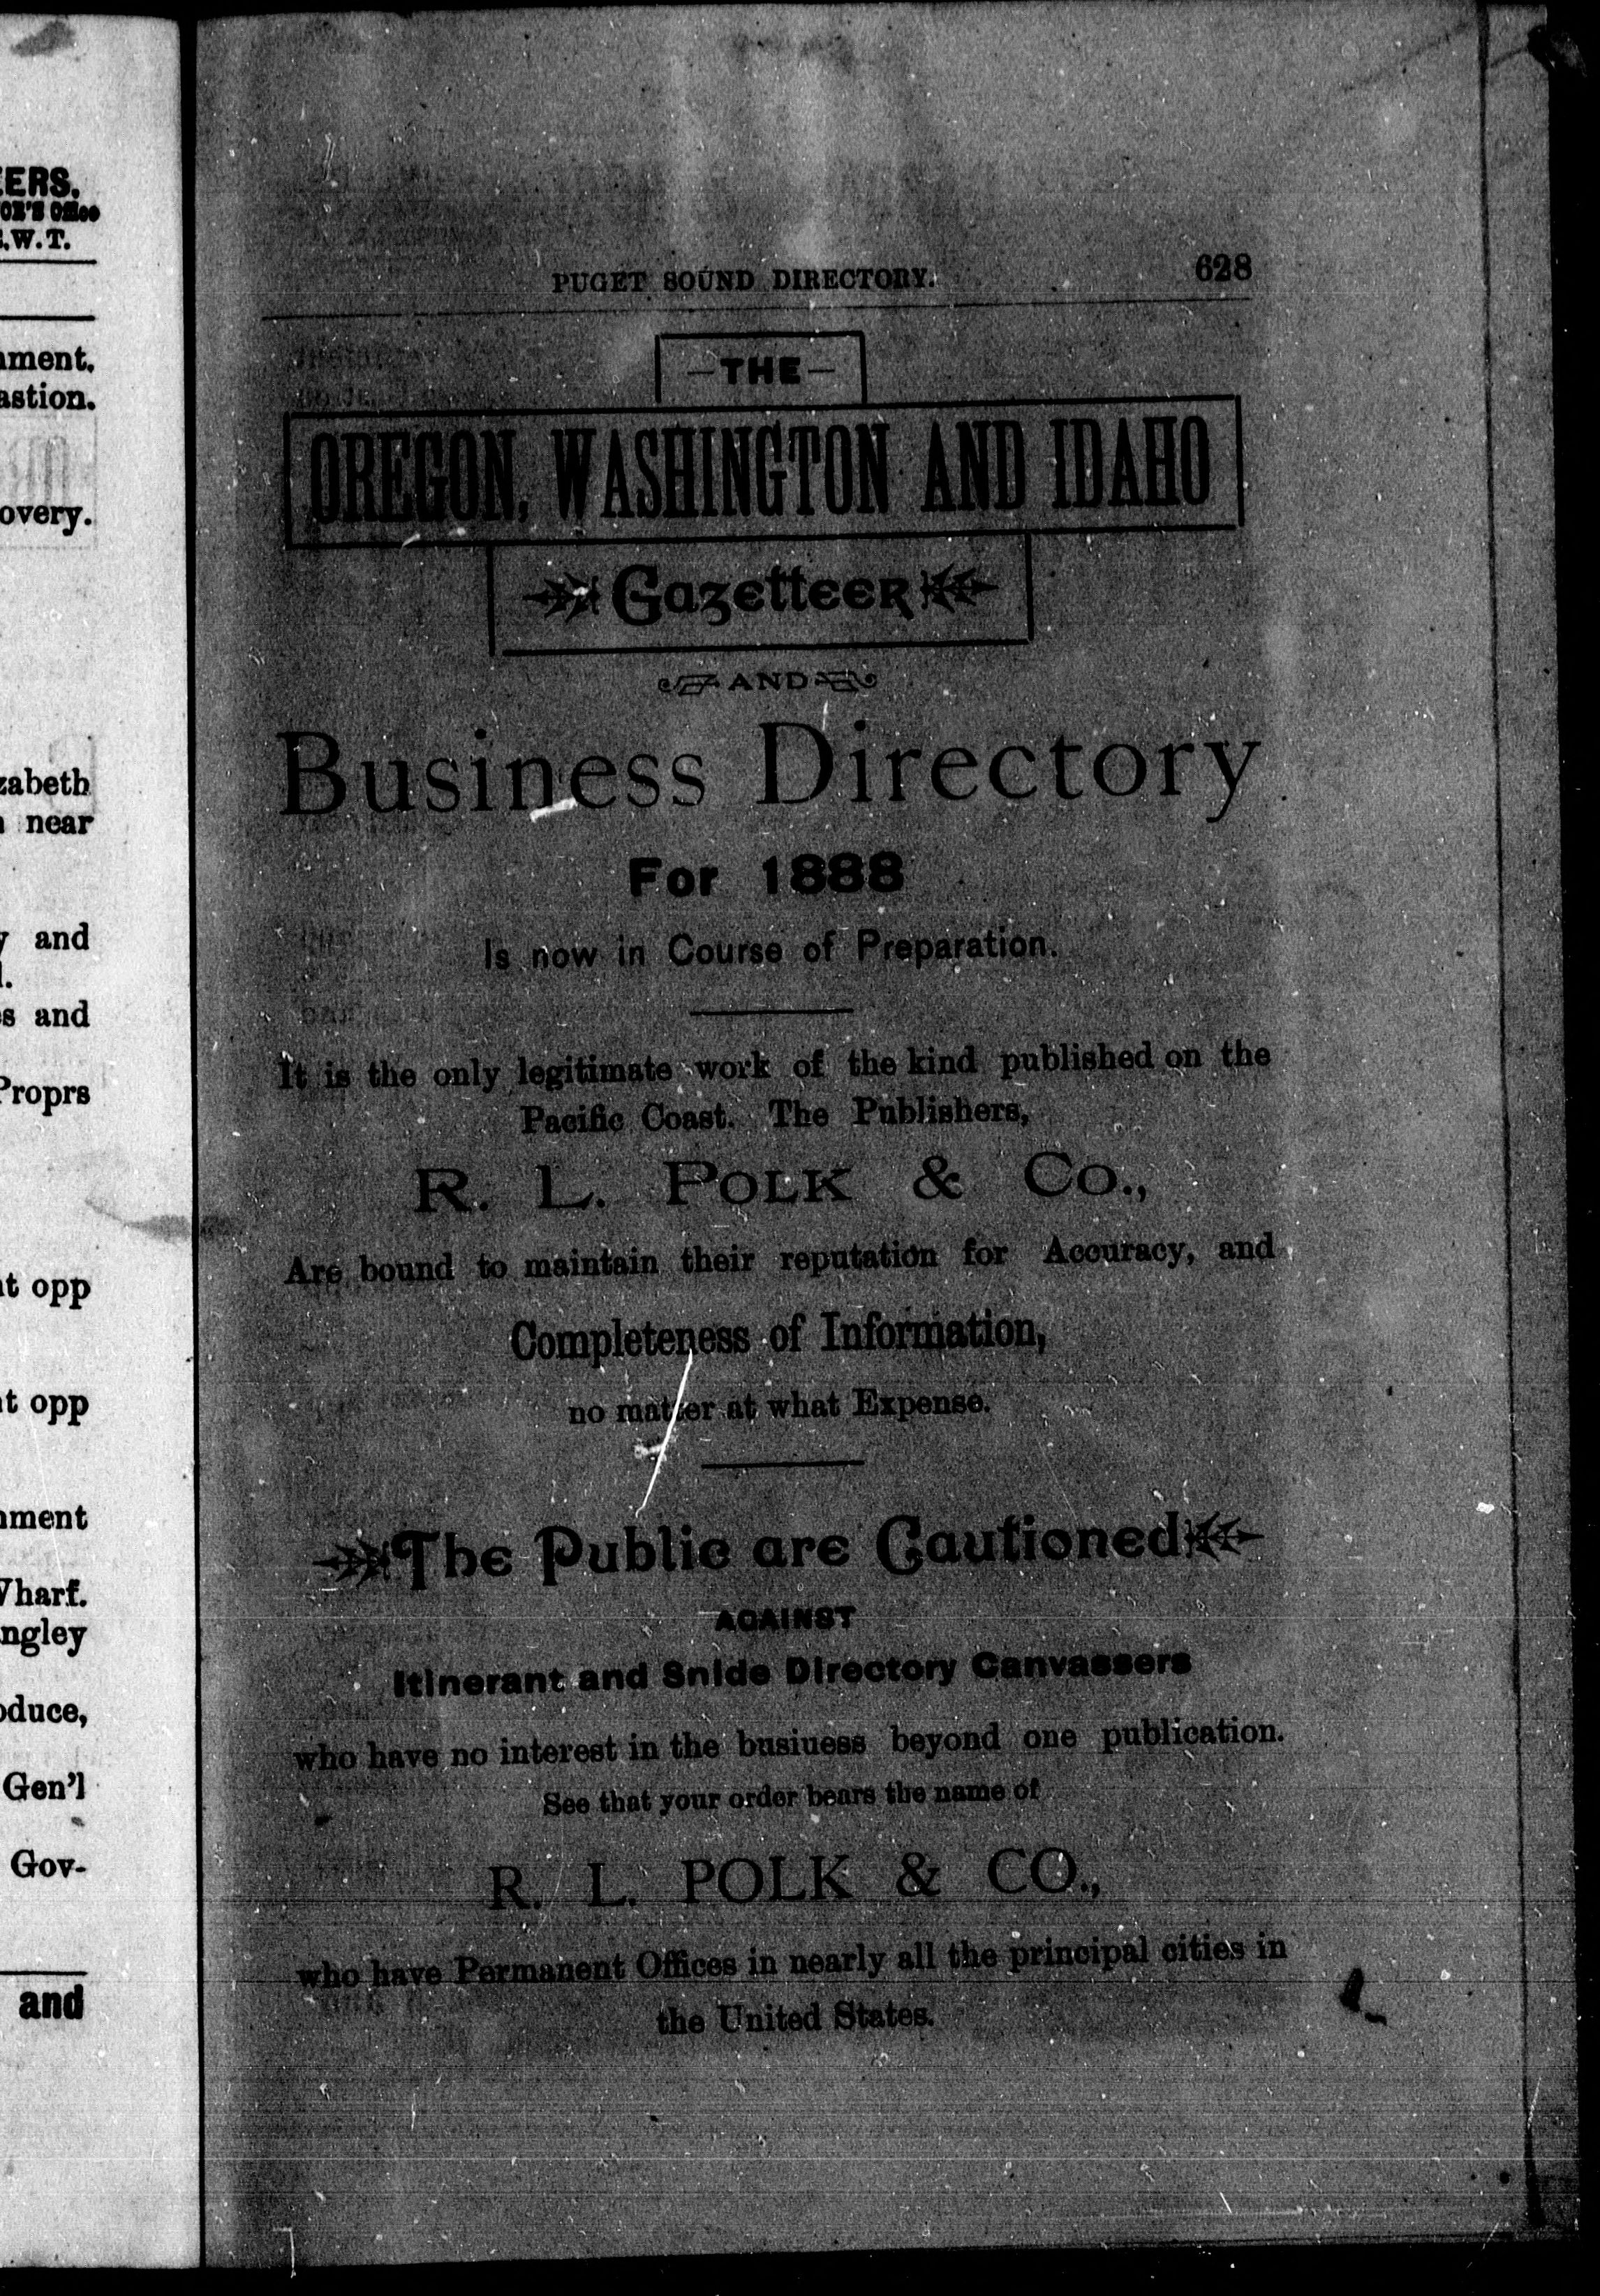 EERS.
TOR'S Office
W.T.
nment.
astion.
overy.
zabeth
near
y and
l.
s and
Proprs
at opp
at opp
nment
Wharf.
ngley
oduce,
Gen'l
Gov-
and
PUGET SOUND DIRECTORY. 628
—THE—
OREGON, WASHINGTON AND IDAHO
Gazetteer
AND
Business Directory
For 1888
Is now in Course of Preparation.
It is the only legitimate work of the kind published on the
Pacific Coast. The Publishers,
R. L. POLK & CO.,
Are bound to maintain their reputation for Accuracy, and
Completeness of Information,
no matter at what Expense.
The Public are Cautioned
AGAINST
Itinerant and Snide Directory Canvassers
who have no interest in the busiuess beyond one publication.
See that your order bears the name of
R. L. POLK & CO.,
who have Permanent Offices in nearly all the principal cities in
the United States.